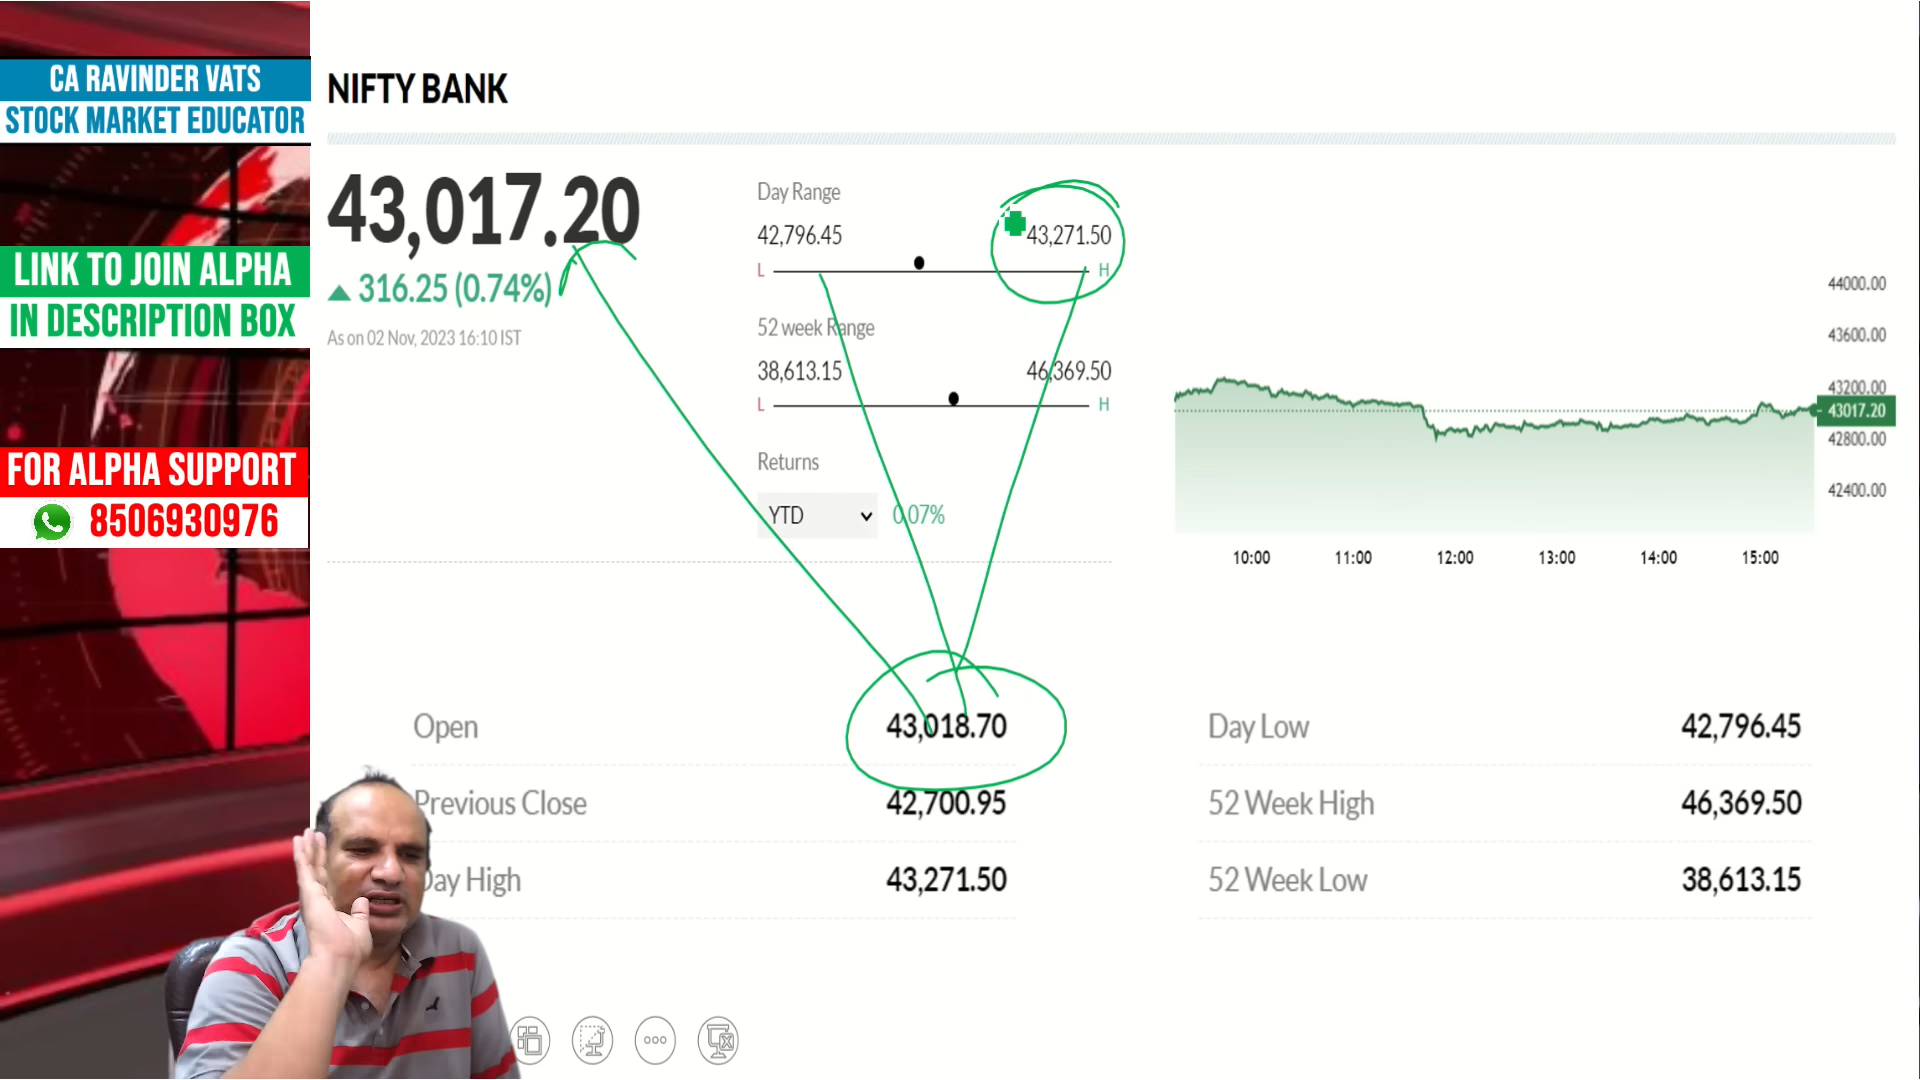 CA RAVINDER VATS
STOCK MARKET EDUCATOR
LINK TO JOIN ALPHA
IN DESCRIPTION BOX
FOR ALPHA SUPPORT
8506930976
NIFTY BANK
43,017.20
316.25 (0.74%)
As on 02 Nov, 2023 16:10 IST
Day Range
42,796.45 43,271.50
L H
52 week Range
38,613.15 46,369.50
L H
Returns
YTD 0.07%
44000.00
43600.00
43200.00
43017.20
42800.00
42400.00
10:00 11:00 12:00 13:00 14:00 15:00
Open 43,018.70
Previous Close 42,700.95
Day High 43,271.50
Day Low 42,796.45
52 Week High 46,369.50
52 Week Low 38,613.15